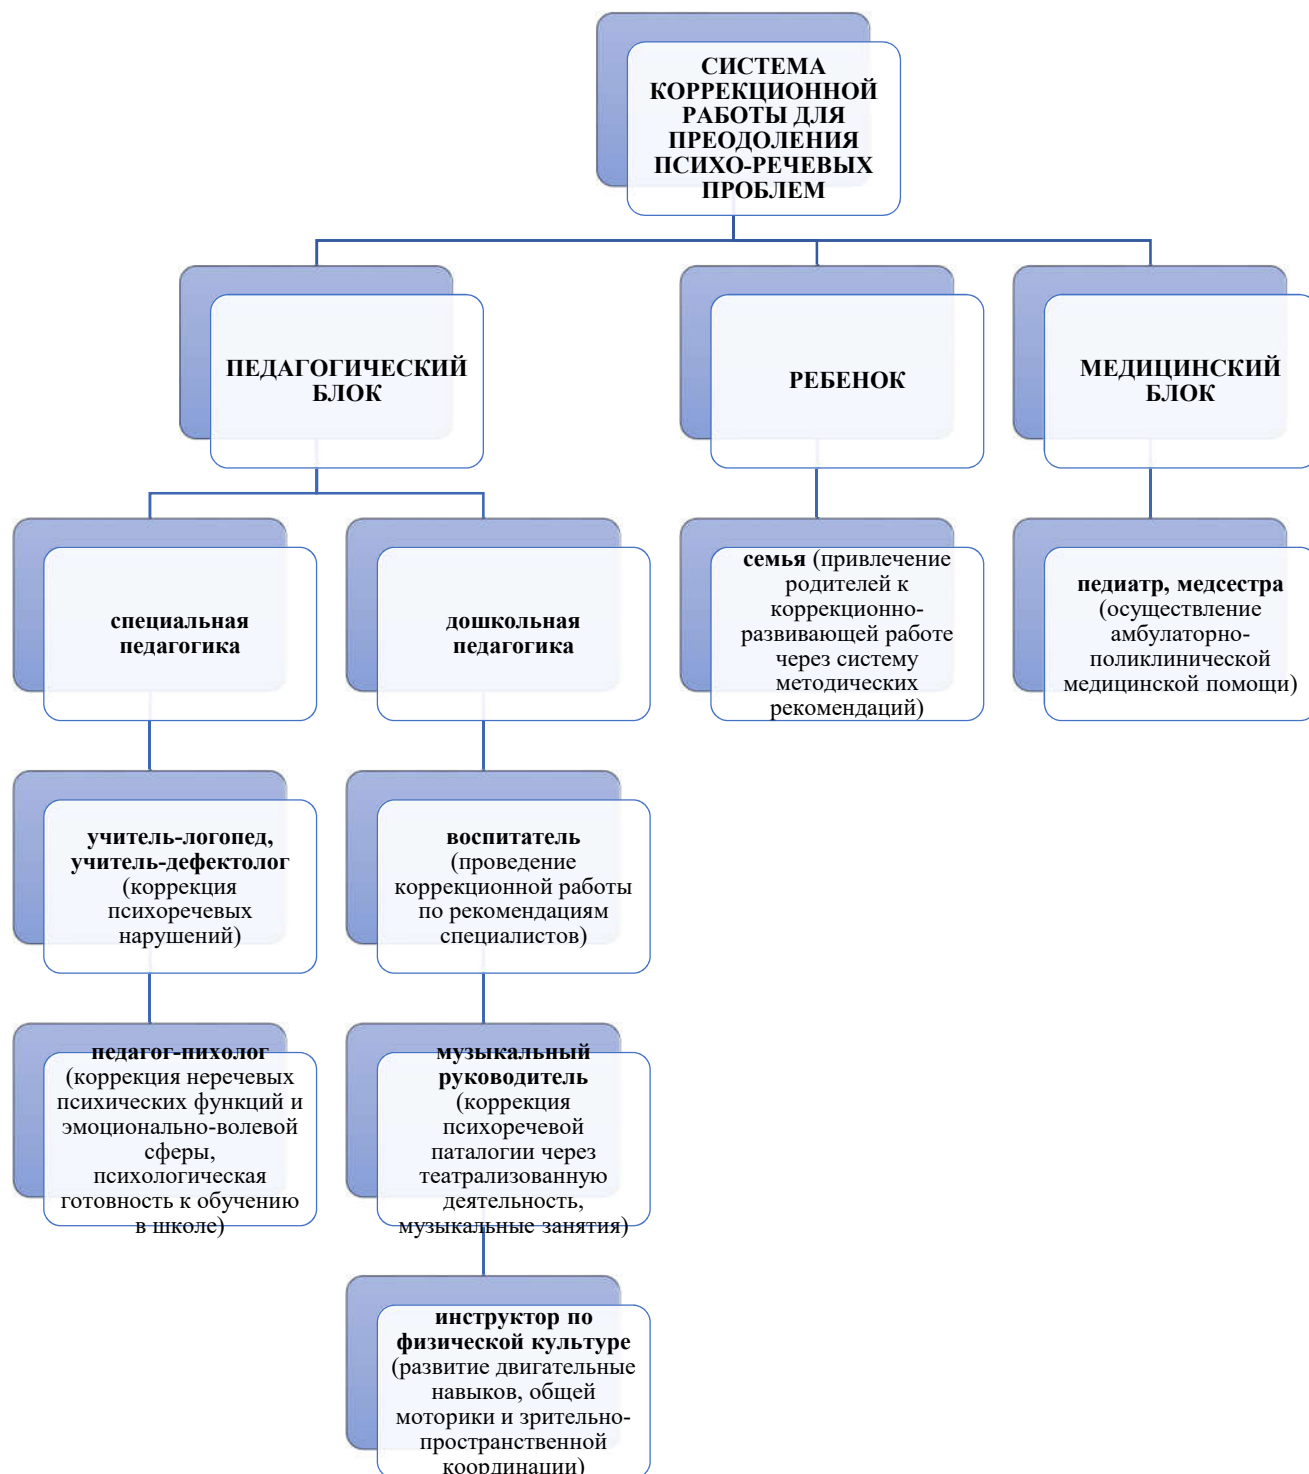 СИСТЕМА
КОРРЕКЦИОННОЙ
РАБОТЫ ДЛЯ
ПРЕОДОЛЕНИЯ
ПСИХО-РЕЧЕВЫХ
ПРОБЛЕМ
ПЕДАГОГИЧЕСКИЙ
БЛОК
РЕБЕНОК
МЕДИЦИНСКИЙ
БЛОК
специальная
педагогика
дошкольная
педагогика
семья (привлечение
родителей к
коррекционно-
развивающей работе
через систему
методических
рекомендаций)
педиатр, медсестра
(осуществление
амбулаторно-
поликлинической
медицинской помощи)
учитель-логопед,
учитель-дефектолог
(коррекция
психоречевых
нарушений)
воспитатель
(проведение
коррекционной работы
по рекомендациям
специалистов)
педагог-пихолог
(коррекция неречевых
психических функций и
эмоционально-волевой
сферы,
психологическая
готовность к обучению
в школе)
музыкальный
руководитель
(коррекция
психоречевой
паталогии через
театрализованную
деятельность,
музыкальные занятия)
инструктор по
физической культуре
(развитие двигательные
навыков, общей
моторики и зрительно-
пространственной
координации)